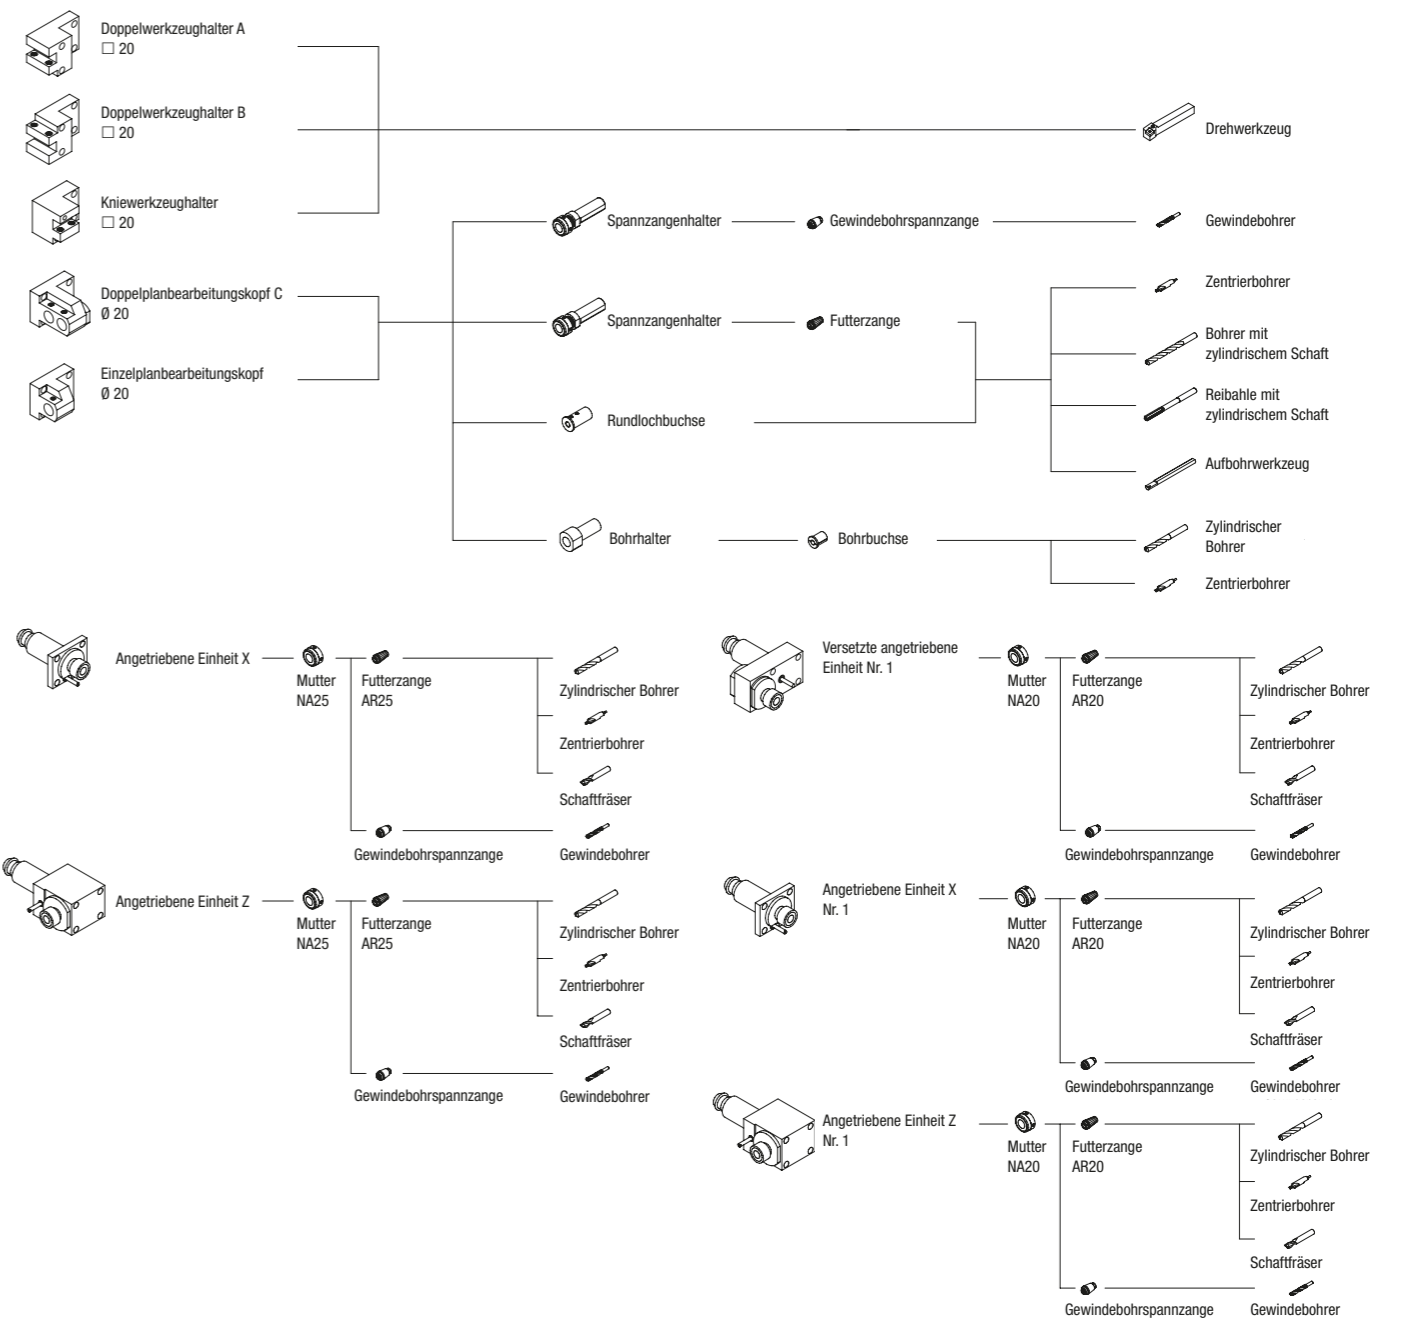 Doppelwerkzeughalter A
□ 20
Doppelwerkzeughalter B
□ 20
Drehwerkzeug
Kniewerkzeughalter
□ 20
Spannzangenhalter
Gewindebohrspannzange
Gewindebohrer
Doppelplanbearbeitungskopf C
Ø 20
Zentrierbohrer
Spannzangenhalter
Futterzange
Bohrer mit
zylindrischem Schaft
Einzelplanbearbeitungskopf
Ø 20
Reibahle mit
zylindrischem Schaft
Rundlochbuchse
Aufbohrwerkzeug
Bohrhalter
Bohrbuchse
Zylindrischer
Bohrer
Zentrierbohrer
Angetriebene Einheit X
Mutter
NA25
Futterzange
AR25
Zylindrischer Bohrer
Zentrierbohrer
Schaftfräser
Gewindebohrspannzange
Gewindebohrer
Angetriebene Einheit Z
Mutter
NA25
Futterzange
AR25
Zylindrischer Bohrer
Zentrierbohrer
Schaftfräser
Gewindebohrspannzange
Gewindebohrer
Versetzte angetriebene
Einheit Nr. 1
Mutter
NA20
Futterzange
AR20
Zylindrischer Bohrer
Zentrierbohrer
Schaftfräser
Gewindebohrspannzange
Gewindebohrer
Angetriebene Einheit X
Nr. 1
Mutter
NA20
Futterzange
AR20
Zylindrischer Bohrer
Zentrierbohrer
Schaftfräser
Gewindebohrspannzange
Gewindebohrer
Angetriebene Einheit Z
Nr. 1
Mutter
NA20
Futterzange
AR20
Zylindrischer Bohrer
Zentrierbohrer
Schaftfräser
Gewindebohrspannzange
Gewindebohrer